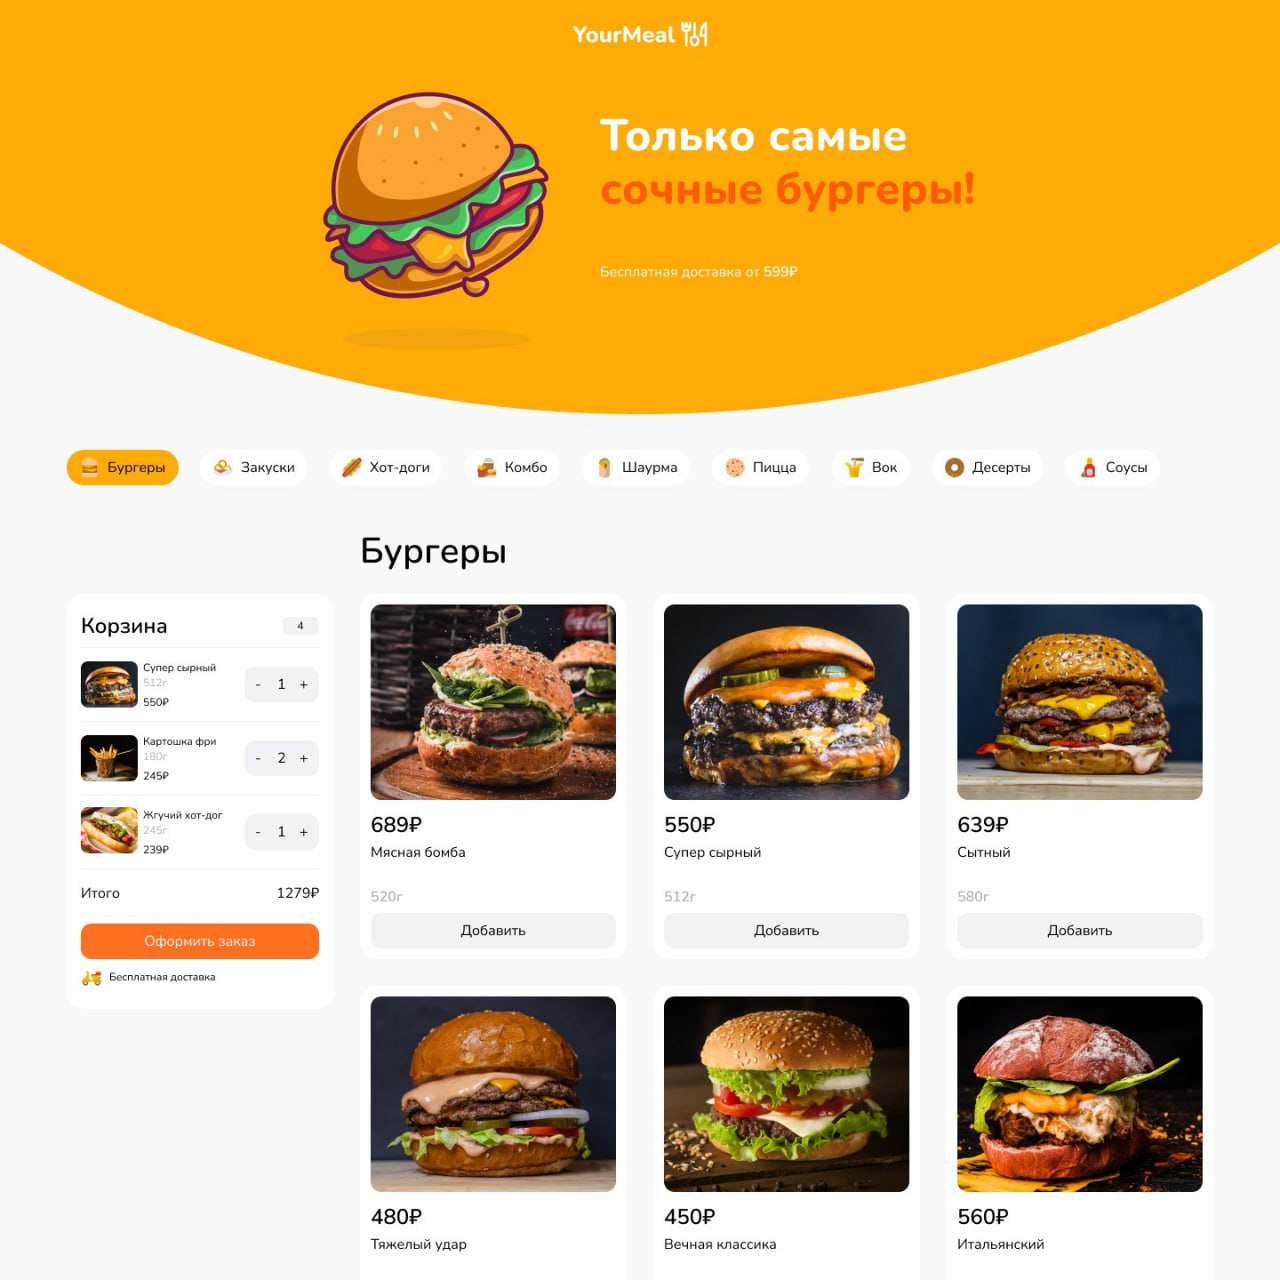 YourMeal
Только самые
сочные бургеры!
Бесплатная доставка от 599₽
Бургеры
Закуски
Хот-доги
Комбо
Шаурма
Пицца
Вок
Десерты
Соусы
Бургеры
Корзина
4
Супер сырный
512г
550₽
- 1 +
Картошка фри
180г
245₽
- 2 +
Жгучий хот-дог
245г
239₽
- 1 +
Итого 1279₽
Оформить заказ
Бесплатная доставка
Coca-Cola
689₽
Мясная бомба
520г
Добавить
550₽
Супер сырный
512г
Добавить
639₽
Сытный
580г
Добавить
480₽
Тяжелый удар
450₽
Вечная классика
560₽
Итальянский